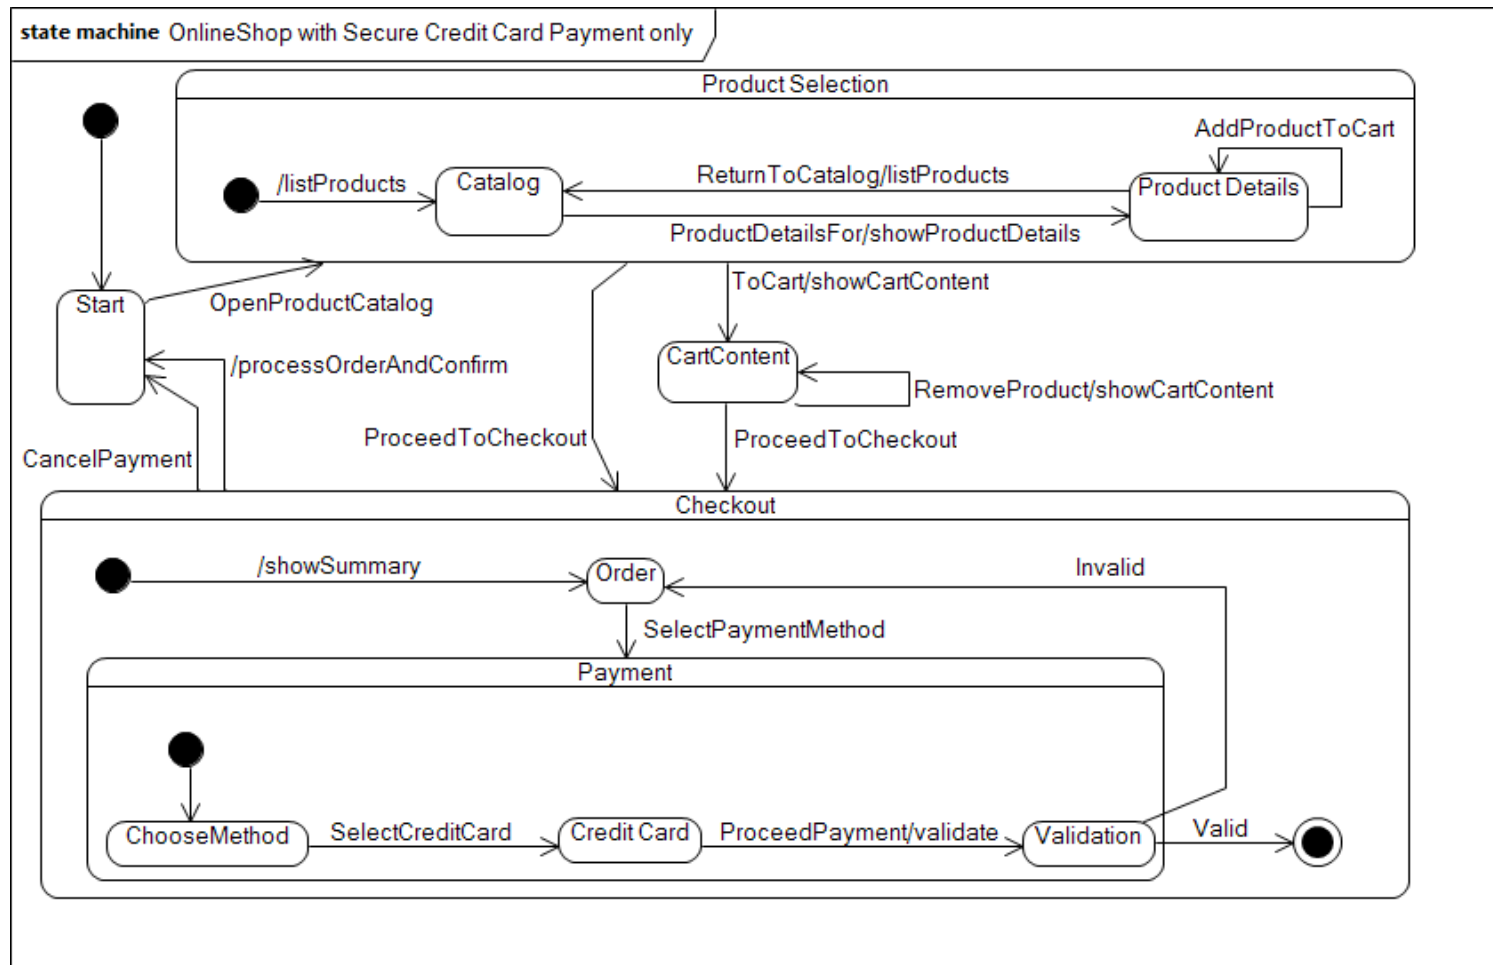 state machine OnlineShop with Secure Credit Card Payment only
Product Selection
AddProductToCart
/listProducts
Catalog
ReturnToCatalog/listProducts
Product Details
ProductDetailsFor/showProductDetails
ToCart/showCartContent
Start
OpenProductCatalog
CartContent
/processOrderAndConfirm
RemoveProduct/showCartContent
ProceedToCheckout
ProceedToCheckout
CancelPayment
Checkout
/showSummary
Order
Invalid
SelectPaymentMethod
Payment
ChooseMethod
SelectCreditCard
Credit Card
ProceedPayment/validate
Validation
Valid